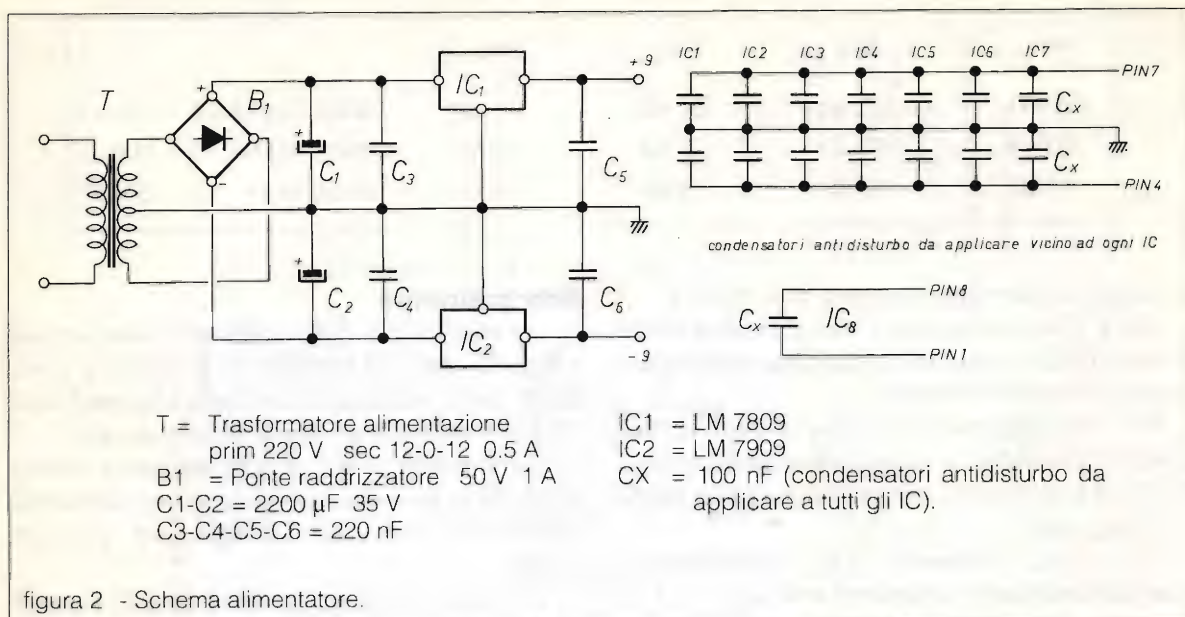 T
B1
+
-
+
C1
C3
+
C2
C4
IC1
IC2
C5
C6
+ 9
- 9
IC1 IC2 IC3 IC4 IC5 IC6 IC7
PIN7
Cx
Cx
PIN4
condensatori antidisturbo da applicare vicino ad ogni IC
PIN8
Cx
IC8
PIN1
T = Trasformatore alimentazione
prim 220 V sec 12-0-12 0.5 A
B1 = Ponte raddrizzatore 50 V 1 A
C1-C2 = 2200 µF 35 V
C3-C4-C5-C6 = 220 nF
IC1 = LM 7809
IC2 = LM 7909
CX = 100 nF (condensatori antidisturbo da
applicare a tutti gli IC).
figura 2 - Schema alimentatore.